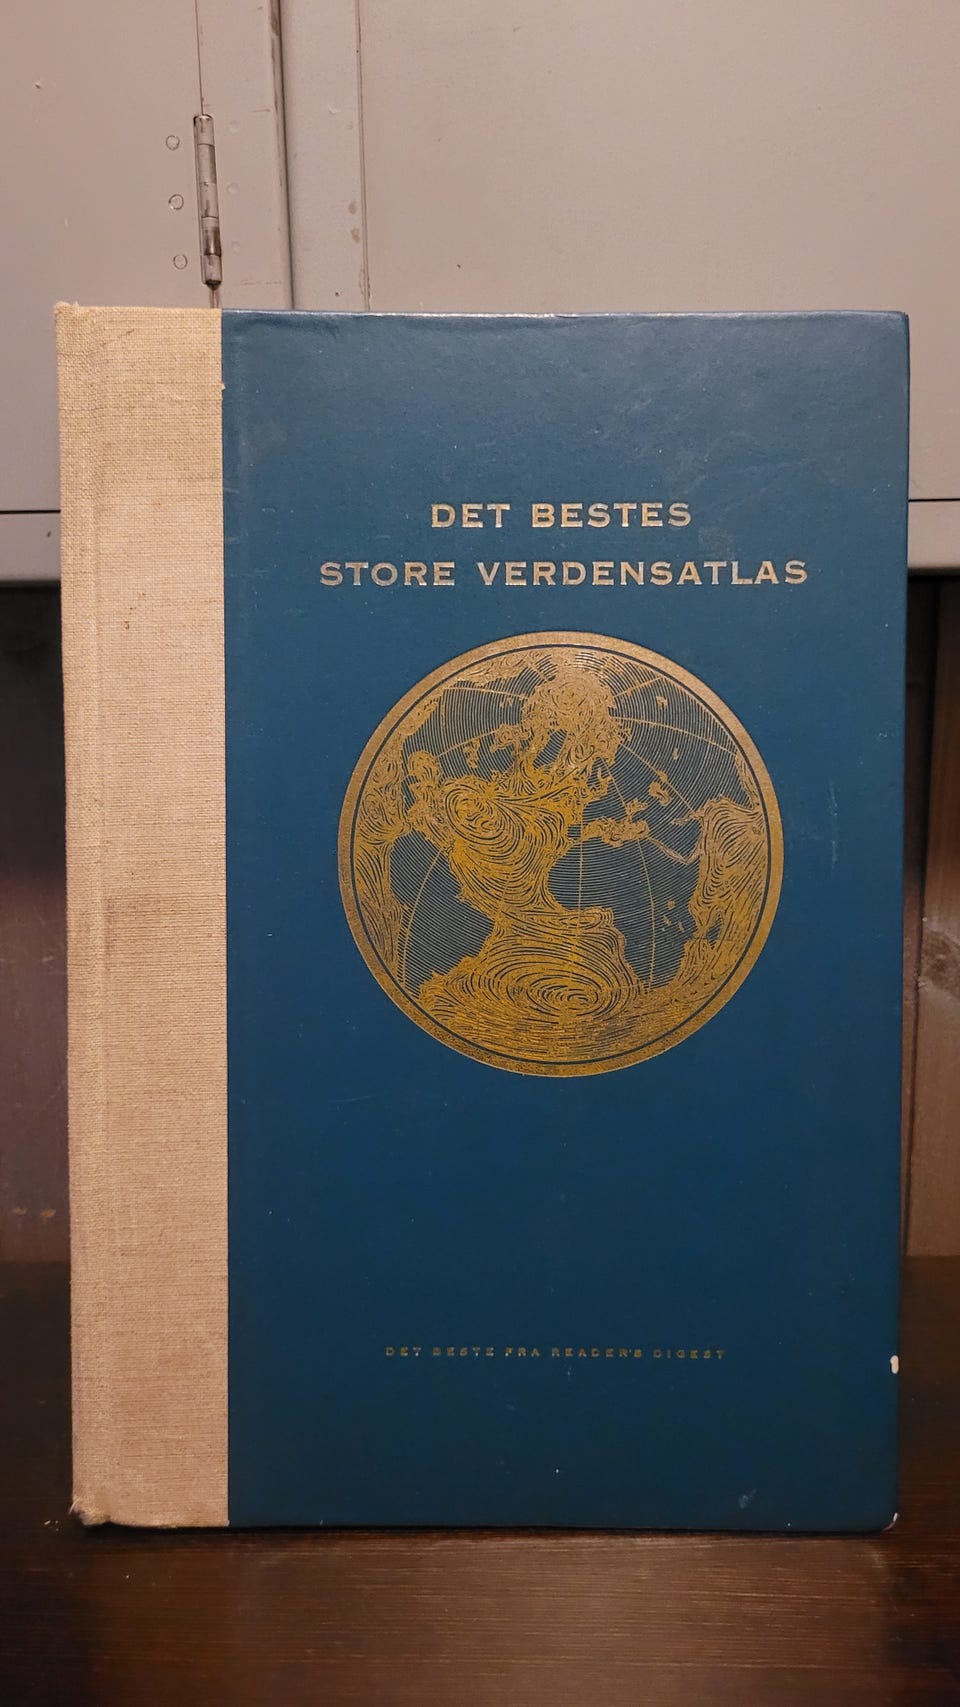 DET BESTES
STORE VERDENSATLAS
DET BESTE FRA READER'S DIGEST